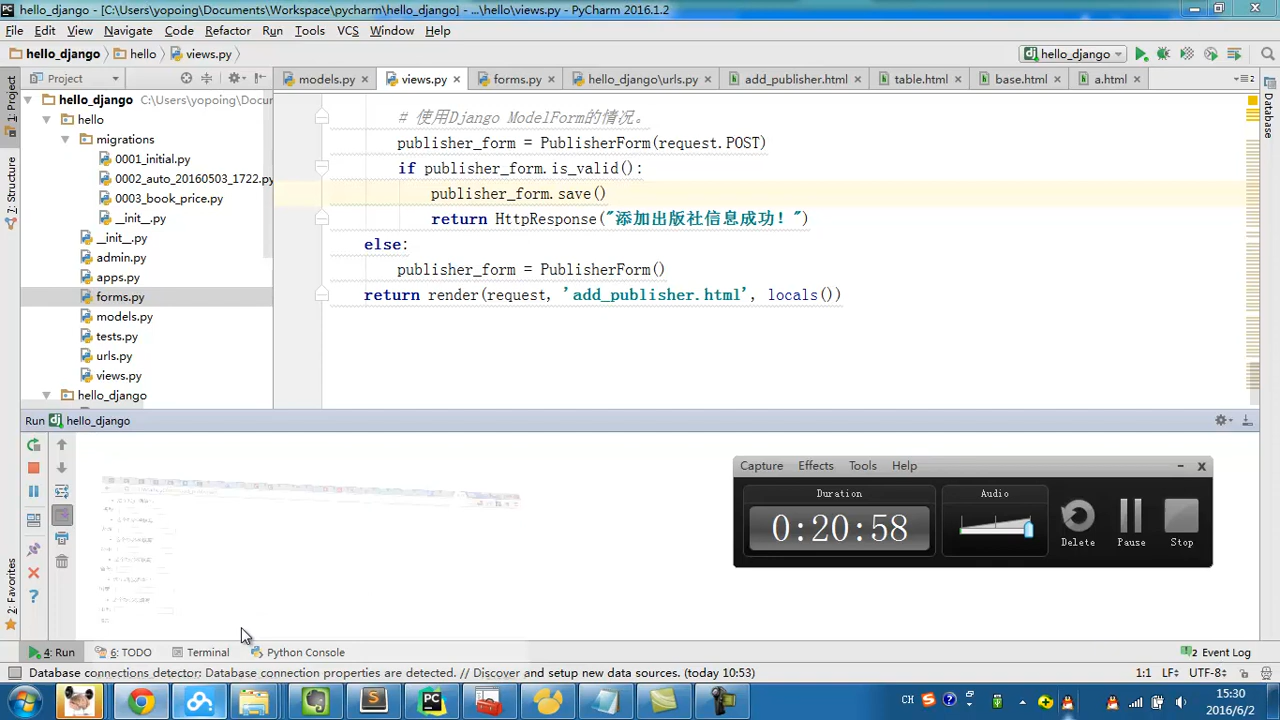 hello_django - [C:\Users\yopoing\Documents\Workspace\pycharm\hello_django] - ...\hello\views.py - PyCharm 2016.1.2
File Edit View Navigate Code Refactor Run Tools VCS Window Help
hello_django hello views.py hello_django
Project models.py views.py forms.py hello_django\urls.py add_publisher.html table.html base.html a.html
1: Project
7: Structure
2: Favorites
Database
hello_django C:\Users\yopoing\Docu
hello
migrations
0001_initial.py
0002_auto_20160503_1722.py
0003_book_price.py
__init__.py
__init__.py
admin.py
apps.py
forms.py
models.py
tests.py
urls.py
views.py
hello_django
# 使用Django ModelForm的情况。
publisher_form = PublisherForm(request.POST)
if publisher_form.is_valid():
publisher_form.save()
return HttpResponse("添加出版社信息成功！")
else:
publisher_form = PublisherForm()
return render(request, 'add_publisher.html', locals())
Run hello_django
Capture Effects Tools Help
Duration
0:20:58
Audio
Delete Pause Stop
4: Run 6: TODO Terminal Python Console Event Log
Database connections detector: Database connection properties are detected. // Discover and setup new data sources. (today 10:53) 1:1 LF UTF-8
CH 15:30
2016/6/2